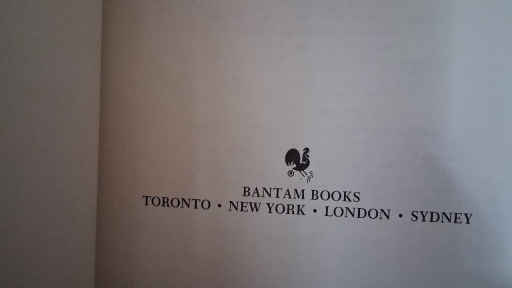 BANTAM BOOKS
TORONTO • NEW YORK • LONDON • SYDNEY